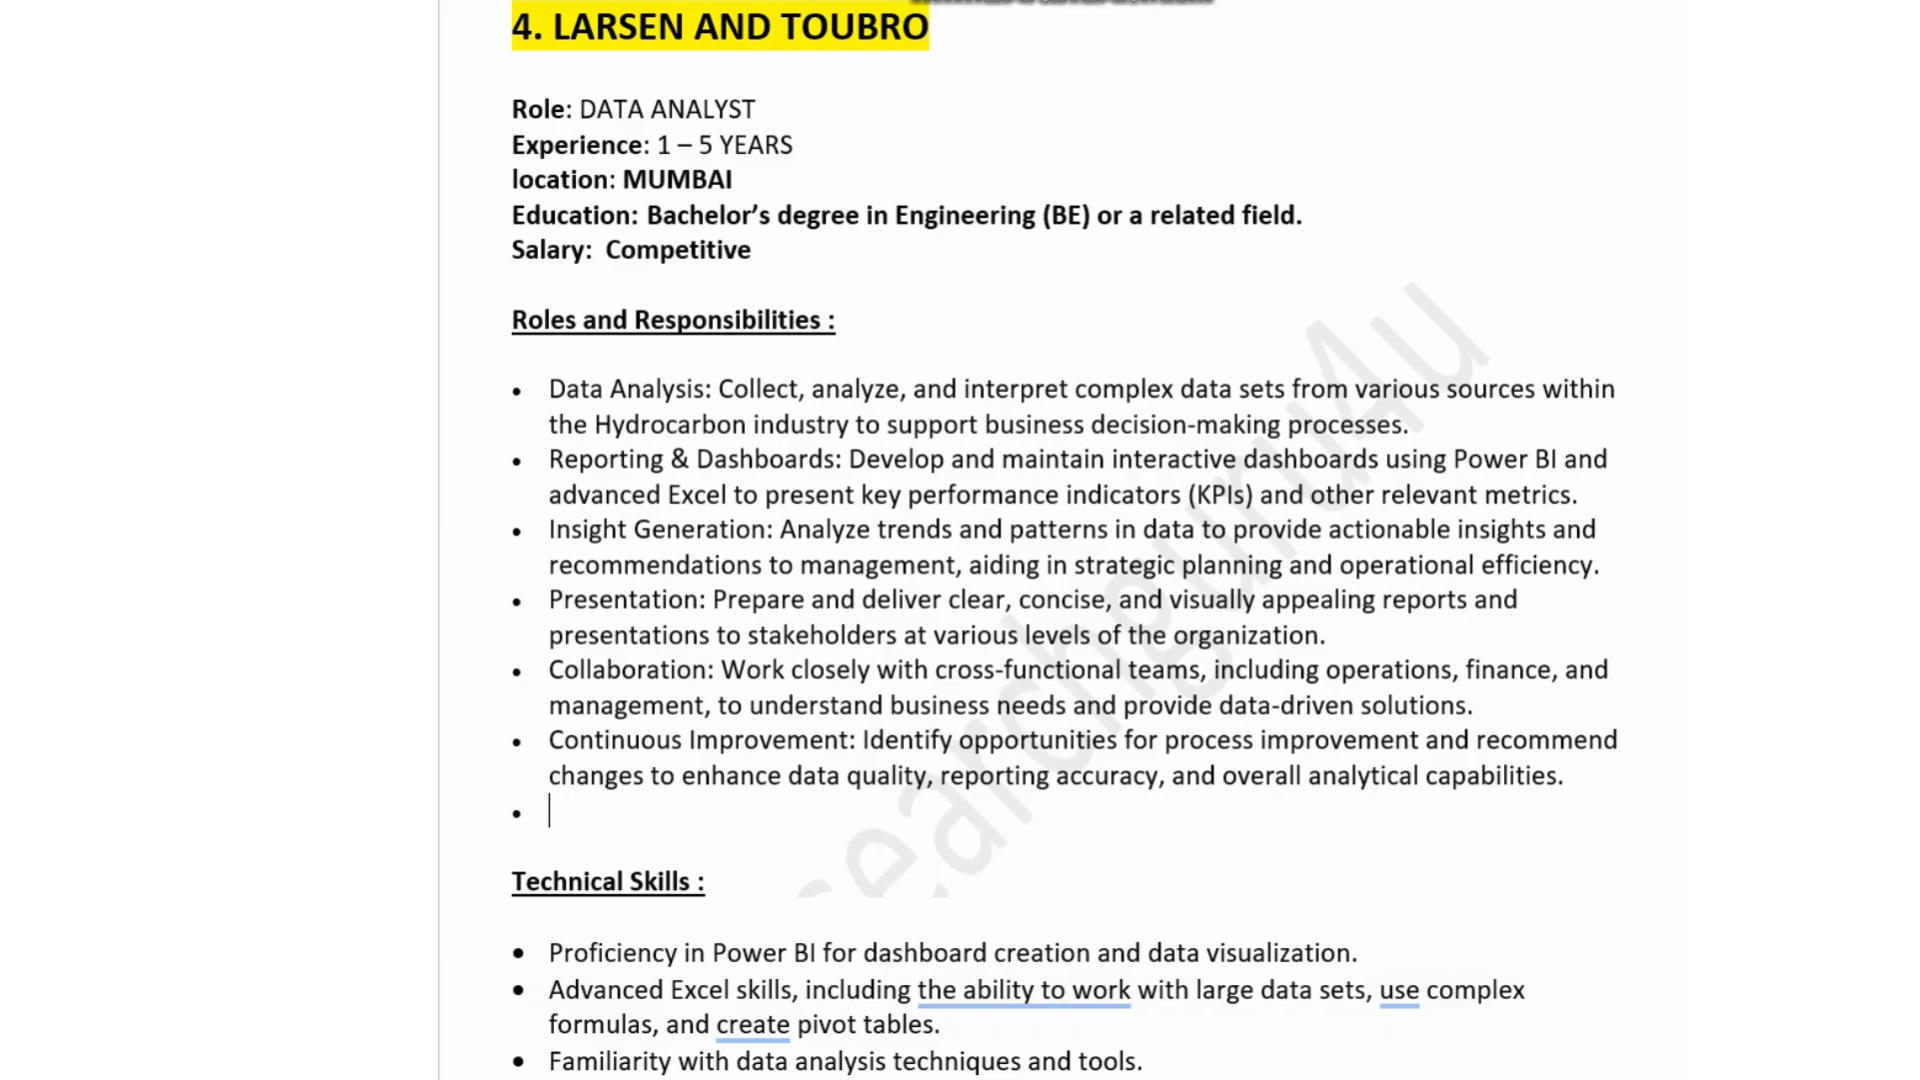 4. LARSEN AND TOUBRO
Role: DATA ANALYST
Experience: 1 – 5 YEARS
location: MUMBAI
Education: Bachelor’s degree in Engineering (BE) or a related field.
Salary: Competitive
Roles and Responsibilities :
• Data Analysis: Collect, analyze, and interpret complex data sets from various sources within
the Hydrocarbon industry to support business decision-making processes.
• Reporting & Dashboards: Develop and maintain interactive dashboards using Power BI and
advanced Excel to present key performance indicators (KPIs) and other relevant metrics.
• Insight Generation: Analyze trends and patterns in data to provide actionable insights and
recommendations to management, aiding in strategic planning and operational efficiency.
• Presentation: Prepare and deliver clear, concise, and visually appealing reports and
presentations to stakeholders at various levels of the organization.
• Collaboration: Work closely with cross-functional teams, including operations, finance, and
management, to understand business needs and provide data-driven solutions.
• Continuous Improvement: Identify opportunities for process improvement and recommend
changes to enhance data quality, reporting accuracy, and overall analytical capabilities.
•
Technical Skills :
• Proficiency in Power BI for dashboard creation and data visualization.
• Advanced Excel skills, including the ability to work with large data sets, use complex
formulas, and create pivot tables.
• Familiarity with data analysis techniques and tools.
earchguru4u